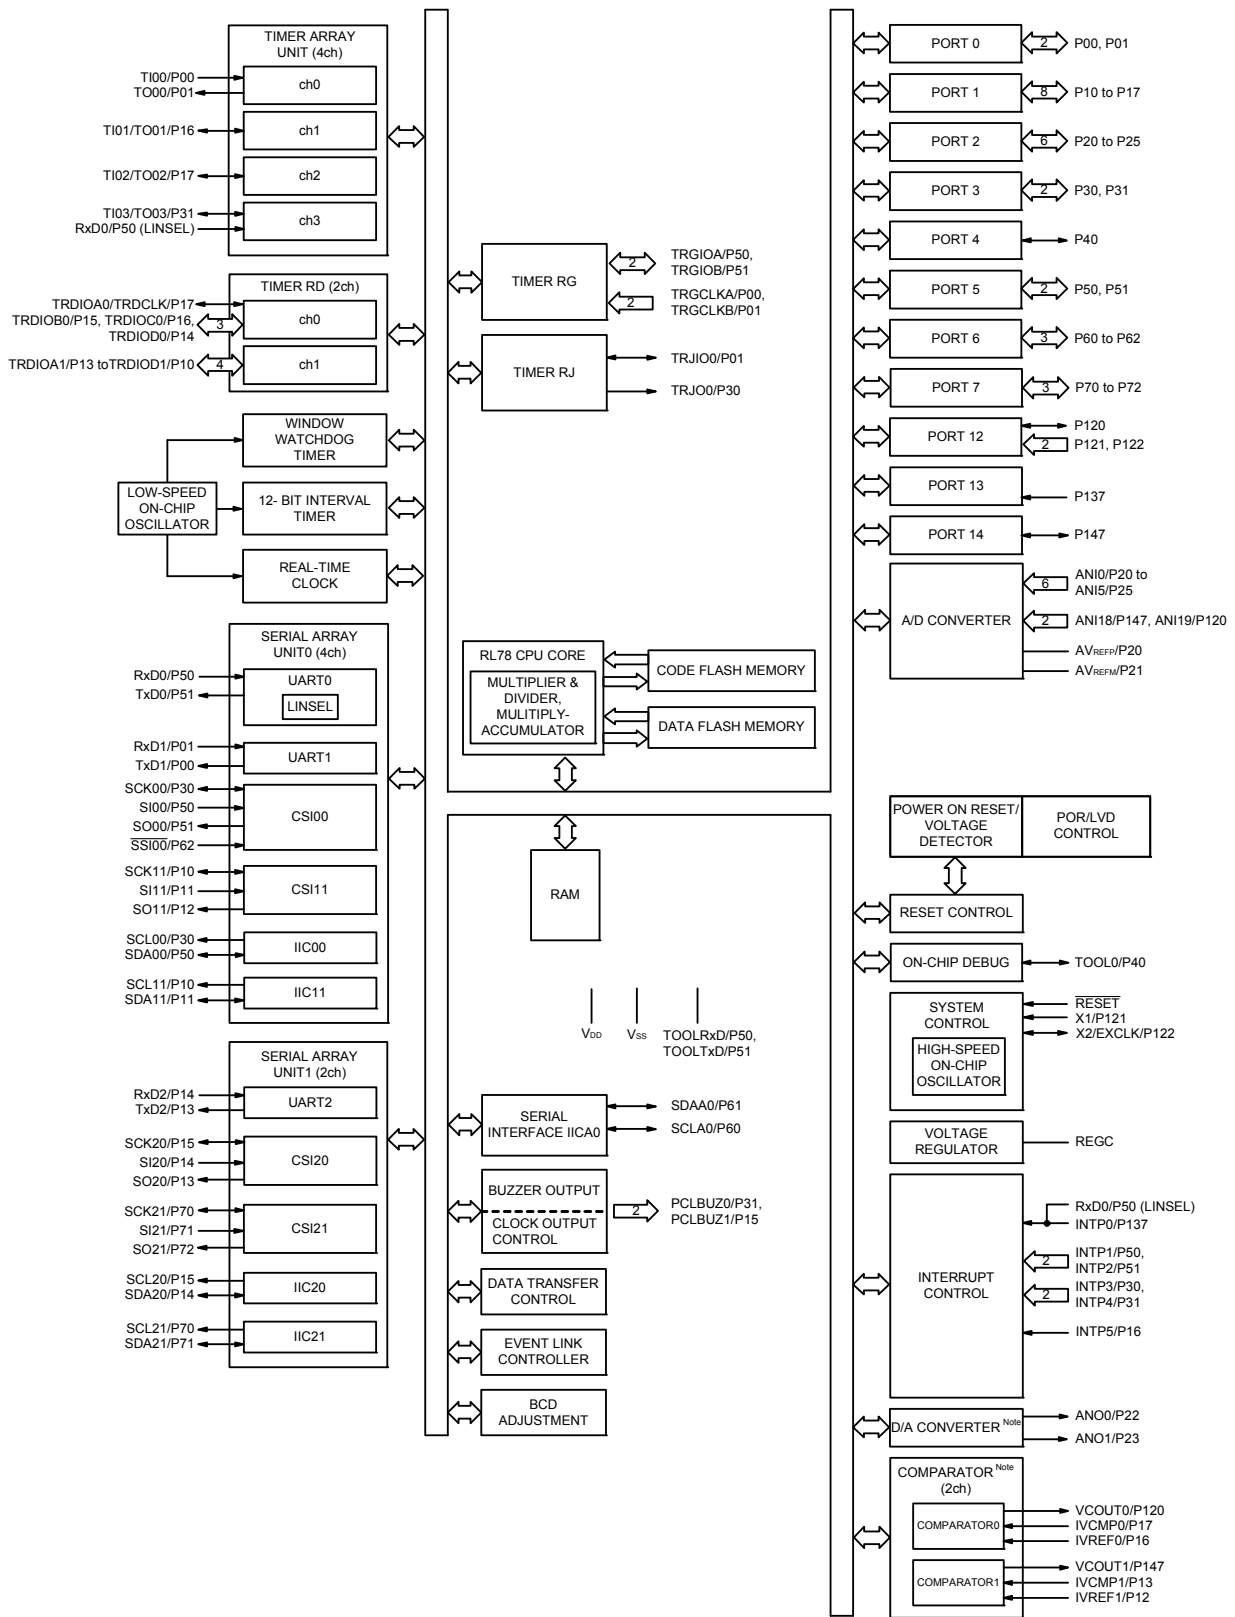 TIMER ARRAY
UNIT (4ch)
TI00/P00
TO00/P01
ch0
TI01/TO01/P16
ch1
TI02/TO02/P17
ch2
TI03/TO03/P31
RxD0/P50 (LINSEL)
ch3
TIMER RD (2ch)
TRDIOA0/TRDCLK/P17
TRDIOB0/P15, TRDIOC0/P16,
TRDIOD0/P14
3
ch0
TRDIOA1/P13 toTRDIOD1/P10
4
ch1
WINDOW
WATCHDOG
TIMER
LOW-SPEED
ON-CHIP
OSCILLATOR
12- BIT INTERVAL
TIMER
REAL-TIME
CLOCK
SERIAL ARRAY
UNIT0 (4ch)
RxD0/P50
TxD0/P51
UART0
LINSEL
RxD1/P01
TxD1/P00
UART1
SCK00/P30
SI00/P50
SO00/P51
SSI00/P62
CSI00
SCK11/P10
SI11/P11
SO11/P12
CSI11
SCL00/P30
SDA00/P50
IIC00
SCL11/P10
SDA11/P11
IIC11
SERIAL ARRAY
UNIT1 (2ch)
RxD2/P14
TxD2/P13
UART2
SCK20/P15
SI20/P14
SO20/P13
CSI20
SCK21/P70
SI21/P71
SO21/P72
CSI21
SCL20/P15
SDA20/P14
IIC20
SCL21/P70
SDA21/P71
IIC21
TIMER RG
2
TRGIOA/P50,
TRGIOB/P51
2
TRGCLKA/P00,
TRGCLKB/P01
TIMER RJ
TRJIO0/P01
TRJO0/P30
RL78 CPU CORE
MULTIPLIER &
DIVIDER,
MULITIPLY-
ACCUMULATOR
CODE FLASH MEMORY
DATA FLASH MEMORY
RAM
VDD
VSS
TOOLRxD/P50,
TOOLTxD/P51
SERIAL
INTERFACE IICA0
SDAA0/P61
SCLA0/P60
BUZZER OUTPUT
CLOCK OUTPUT
CONTROL
2
PCLBUZ0/P31,
PCLBUZ1/P15
DATA TRANSFER
CONTROL
EVENT LINK
CONTROLLER
BCD
ADJUSTMENT
PORT 0
2
P00, P01
PORT 1
8
P10 to P17
PORT 2
6
P20 to P25
PORT 3
2
P30, P31
PORT 4
P40
PORT 5
2
P50, P51
PORT 6
3
P60 to P62
PORT 7
3
P70 to P72
PORT 12
P120
2
P121, P122
PORT 13
P137
PORT 14
P147
A/D CONVERTER
6
ANI0/P20 to
ANI5/P25
2
ANI18/P147, ANI19/P120
AVREFP/P20
AVREFM/P21
POWER ON RESET/
VOLTAGE
DETECTOR
POR/LVD
CONTROL
RESET CONTROL
ON-CHIP DEBUG
TOOL0/P40
SYSTEM
CONTROL
HIGH-SPEED
ON-CHIP
OSCILLATOR
RESET
X1/P121
X2/EXCLK/P122
VOLTAGE
REGULATOR
REGC
INTERRUPT
CONTROL
RxD0/P50 (LINSEL)
INTP0/P137
2
INTP1/P50,
INTP2/P51
2
INTP3/P30,
INTP4/P31
INTP5/P16
D/A CONVERTER Note
ANO0/P22
ANO1/P23
COMPARATOR Note
(2ch)
COMPARATOR0
VCOUT0/P120
IVCMP0/P17
IVREF0/P16
COMPARATOR1
VCOUT1/P147
IVCMP1/P13
IVREF1/P12